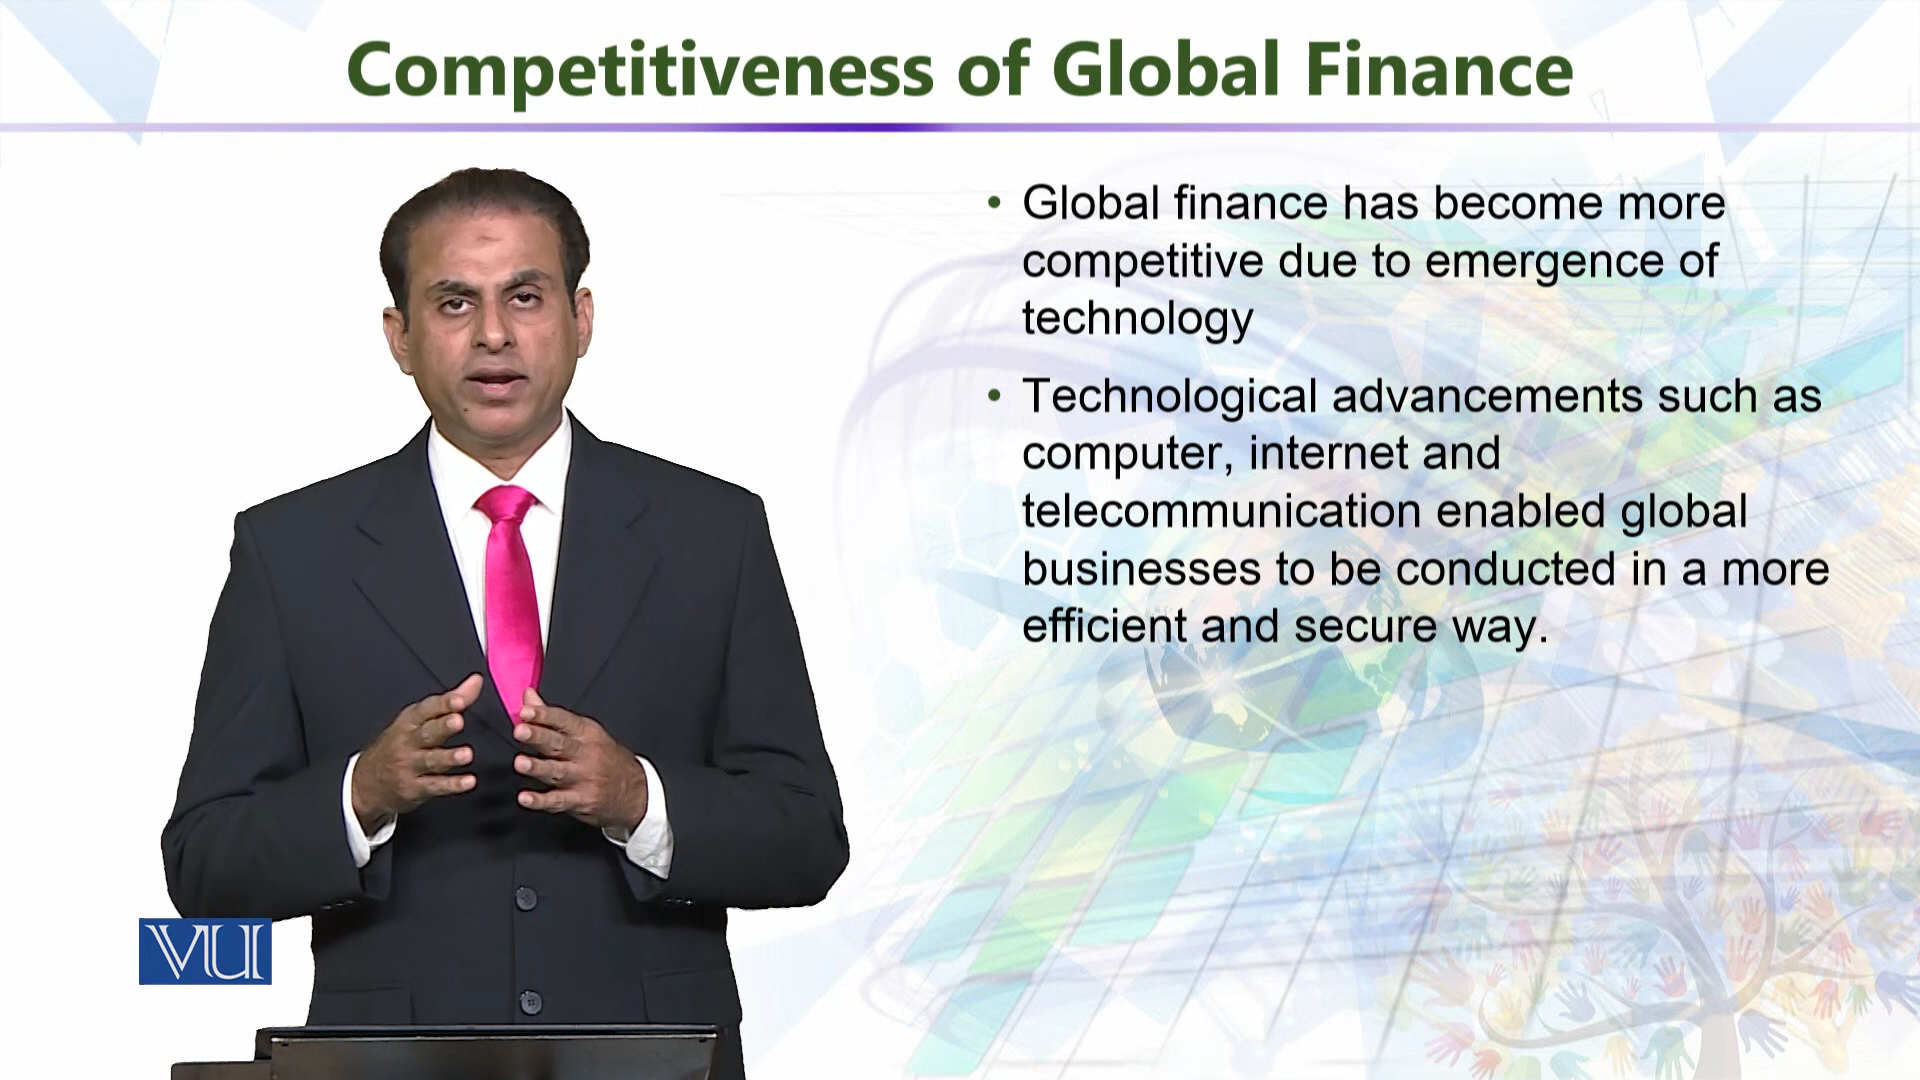 Competitiveness of Global Finance
• Global finance has become more
competitive due to emergence of
technology
• Technological advancements such as
computer, internet and
telecommunication enabled global
businesses to be conducted in a more
efficient and secure way.
VU